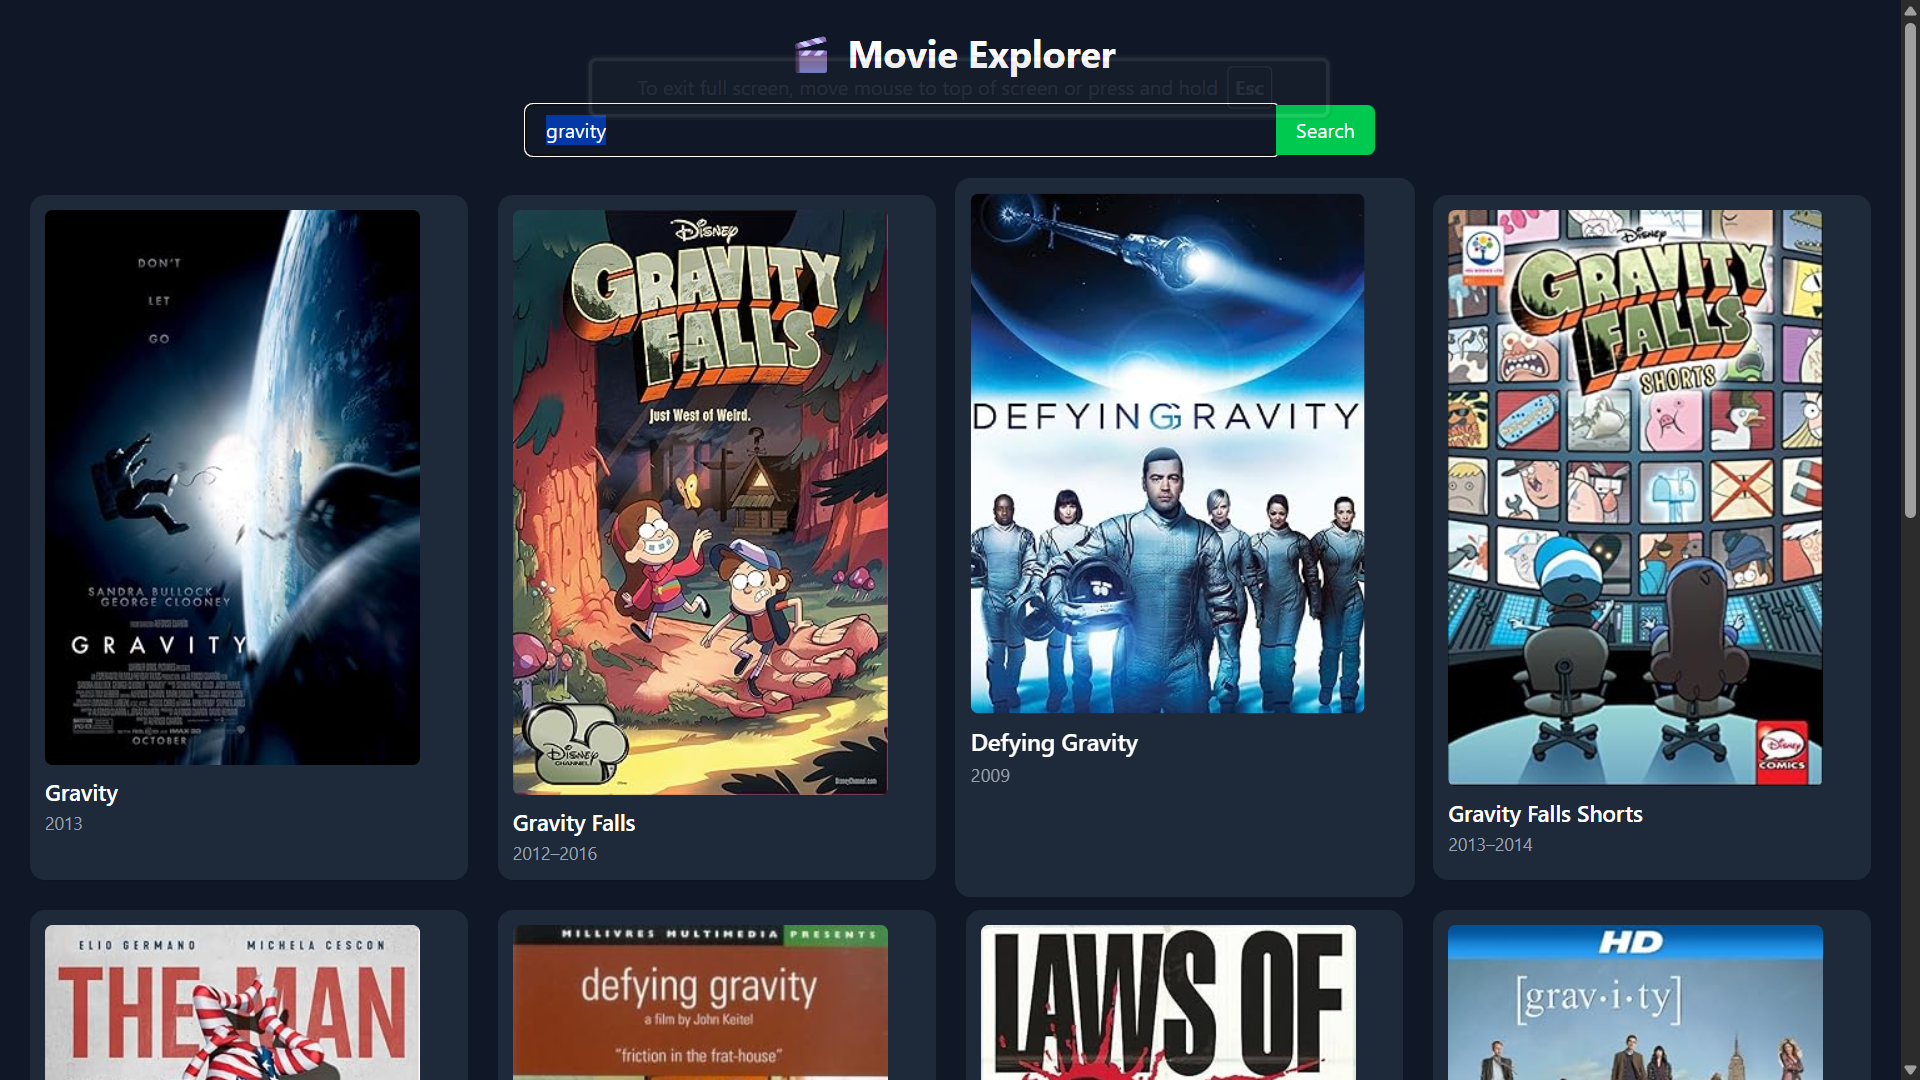 Movie Explorer
To exit full screen, move mouse to top of screen or press and hold Esc
gravity
Search
DON'T
LET
GO
SANDRA BULLOCK
GEORGE CLOONEY
GRAVITY
OCTOBER
Gravity
2013
Disney
GRAVITY
FALLS
Just West of Weird.
Disney
CHANNEL
DisneyChannel.com
Gravity Falls
2012–2016
DEFYING GRAVITY
Defying Gravity
2009
Disney
GRAVITY
FALLS
SHORTS
Disney
COMICS
Gravity Falls Shorts
2013–2014
ELIO GERMANO MICHELA CESCON
THE MAN
MILLIVRES MULTIMEDIA PRESENTS
defying gravity
a film by John Keitel
"friction in the frat-house"
LAWS OF
HD
[grav·i·ty]